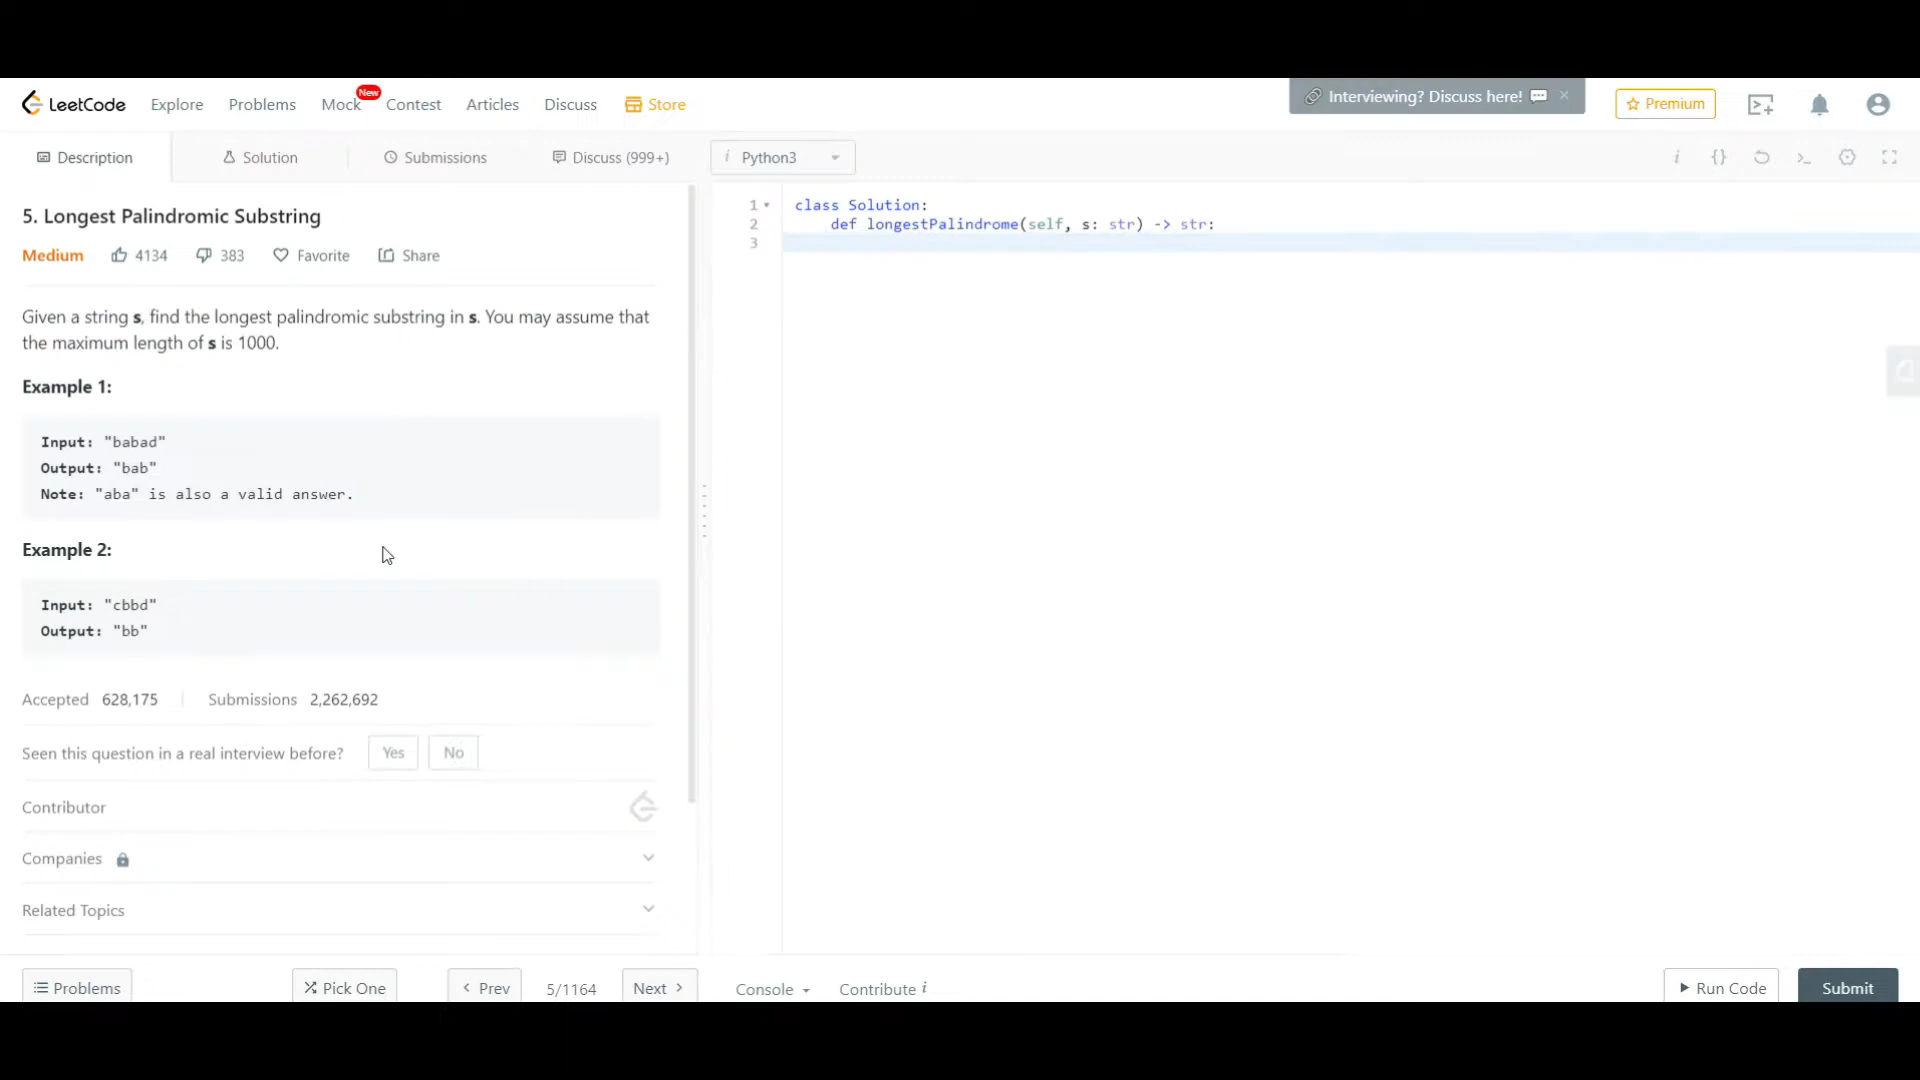 LeetCode Explore Problems Mock New Contest Articles Discuss Store Interviewing? Discuss here! Premium
Description Solution Submissions Discuss (999+) i Python3 i {} >_
5. Longest Palindromic Substring
Medium 4134 383 Favorite Share
Given a string s, find the longest palindromic substring in s. You may assume that
the maximum length of s is 1000.
Example 1:
Input: "babad"
Output: "bab"
Note: "aba" is also a valid answer.
Example 2:
Input: "cbbd"
Output: "bb"
Accepted 628,175 Submissions 2,262,692
Seen this question in a real interview before? Yes No
Contributor
Companies
Related Topics
1 class Solution:
2 def longestPalindrome(self, s: str) -> str:
3
Problems Pick One Prev 5/1164 Next Console Contribute i Run Code Submit